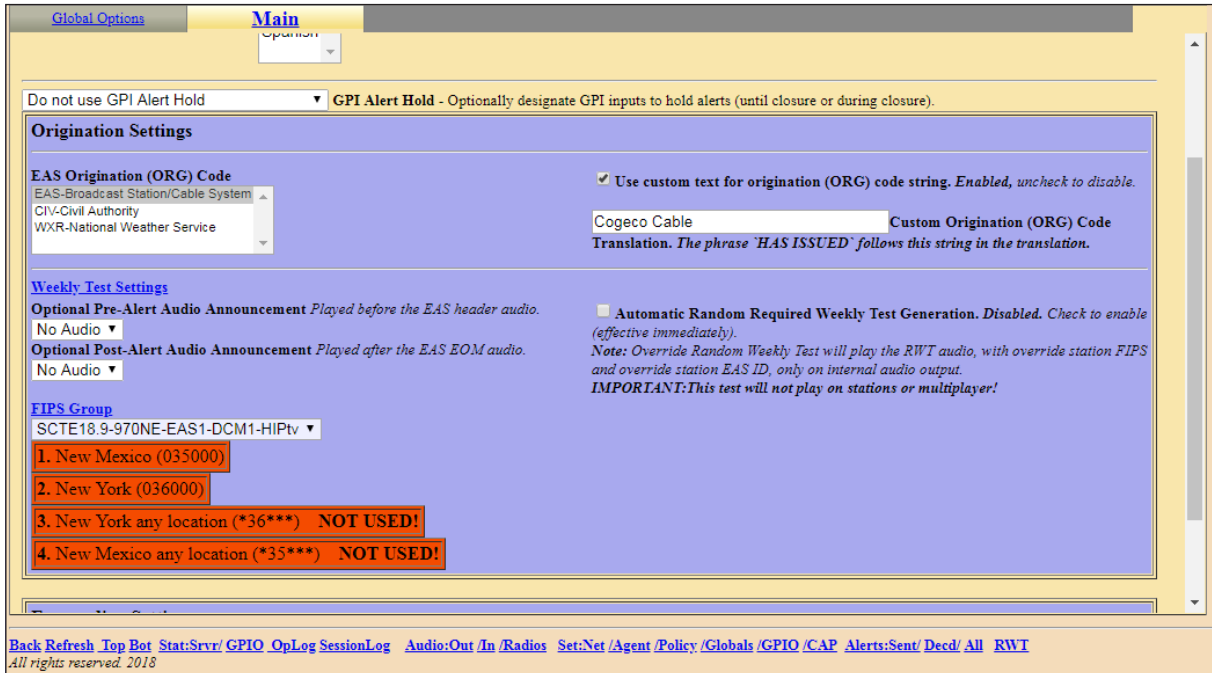 Global Options Main
Spanish
Do not use GPI Alert Hold GPI Alert Hold - Optionally designate GPI inputs to hold alerts (until closure or during closure).
Origination Settings
EAS Origination (ORG) Code
EAS-Broadcast Station/Cable System
CIV-Civil Authority
WXR-National Weather Service
Use custom text for origination (ORG) code string. Enabled, uncheck to disable.
Cogeco Cable Custom Origination (ORG) Code
Translation. The phrase `HAS ISSUED` follows this string in the translation.
Weekly Test Settings
Optional Pre-Alert Audio Announcement Played before the EAS header audio.
No Audio
Optional Post-Alert Audio Announcement Played after the EAS EOM audio.
No Audio
Automatic Random Required Weekly Test Generation. Disabled. Check to enable
(effective immediately).
Note: Override Random Weekly Test will play the RWT audio, with override station FIPS
and override station EAS ID, only on internal audio output.
IMPORTANT:This test will not play on stations or multiplayer!
FIPS Group
SCTE18.9-970NE-EAS1-DCM1-HIPtv
1. New Mexico (035000)
2. New York (036000)
3. New York any location (*36***) NOT USED!
4. New Mexico any location (*35***) NOT USED!
Back Refresh Top Bot Stat:Srvr/ GPIO OpLog SessionLog Audio:Out /In /Radios Set:Net /Agent /Policy /Globals /GPIO /CAP Alerts:Sent/ Decd/ All RWT
All rights reserved. 2018